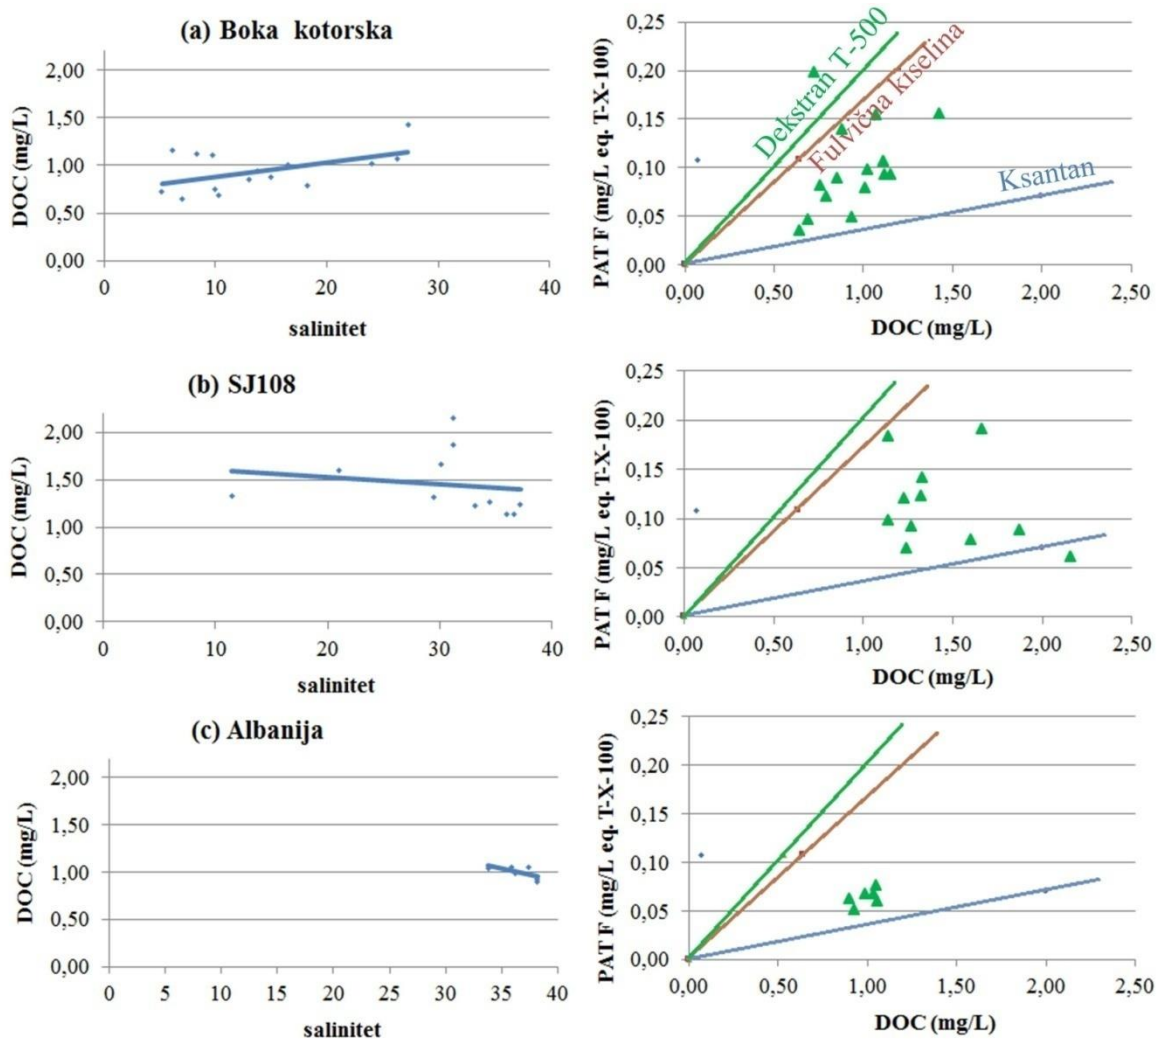 (a) Boka kotorska
DOC (mg/L)
2,00
1,50
1,00
0,50
0,00
0 10 20 30 40
salinitet
PAT F (mg/L eq. T-X-100)
0,25
0,20
0,15
0,10
0,05
0,00
Dekstran T-500
Fulvična kiselina
Ksantan
0,00 0,50 1,00 1,50 2,00 2,50
DOC (mg/L)
(b) SJ108
DOC (mg/L)
2,00
1,50
1,00
0,50
0,00
0 10 20 30 40
salinitet
PAT F (mg/L eq. T-X-100)
0,25
0,20
0,15
0,10
0,05
0,00
0,00 0,50 1,00 1,50 2,00 2,50
DOC (mg/L)
(c) Albanija
DOC (mg/L)
2,00
1,50
1,00
0,50
0,00
0 5 10 15 20 25 30 35 40
salinitet
PAT F (mg/L eq. T-X-100)
0,25
0,20
0,15
0,10
0,05
0,00
0,00 0,50 1,00 1,50 2,00 2,50
DOC (mg/L)